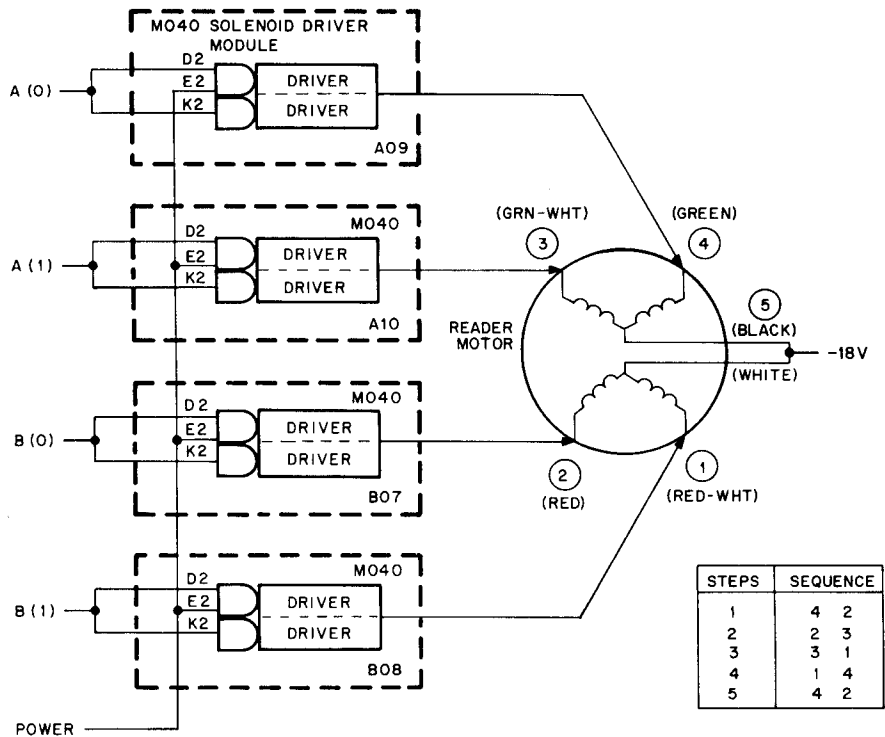 M040 SOLENOID DRIVER
MODULE
D2
E2
K2
A (0)
DRIVER
DRIVER
A09
M040
D2
E2
K2
A (1)
DRIVER
DRIVER
A10
(GRN-WHT)
3
(GREEN)
4
READER
MOTOR
5
(BLACK)
-18V
(WHITE)
M040
D2
E2
K2
B (0)
DRIVER
DRIVER
B07
2
(RED)
1
(RED-WHT)
M040
D2
E2
K2
B (1)
DRIVER
DRIVER
B08
POWER
STEPS SEQUENCE
1 4 2
2 2 3
3 3 1
4 1 4
5 4 2